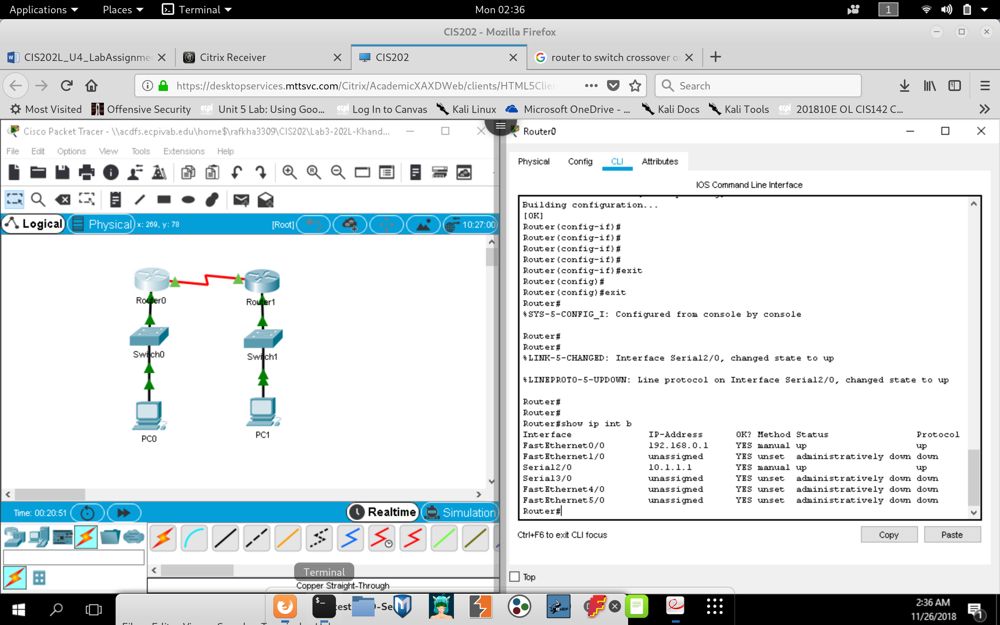 Applications Places Terminal Mon 02:36 1
CIS202 - Mozilla Firefox
CIS202L_U4_LabAssignmen Citrix Receiver CIS202 router to switch crossover o
https://desktopservices.mttsvc.com/Citrix/AcademicXAXDWeb/clients/HTML5Clien Search
Most Visited Offensive Security Unit 5 Lab: Using Goo... Log In to Canvas Kali Linux Microsoft OneDrive - ... Kali Docs Kali Tools 201810E OL CIS142 C...
Cisco Packet Tracer - \\acdfs.ecpivab.edu\home$\rafkha3309\CIS202\Lab3-202L-Khand...
File Edit Options View Tools Extensions Help
Logical Physical x: 269, y: 78 [Root] 10:27:00
Router0 Router1
Switch0 Switch1
PC0 PC1
Time: 00:20:51 Realtime Simulation
Copper Straight-Through
Router0
Physical Config CLI Attributes
IOS Command Line Interface
Building configuration...
[OK]
Router(config-if)#
Router(config-if)#
Router(config-if)#
Router(config-if)#
Router(config-if)#exit
Router(config)#
Router(config)#exit
Router#
%SYS-5-CONFIG_I: Configured from console by console
Router#
Router#
%LINK-5-CHANGED: Interface Serial2/0, changed state to up
%LINEPROTO-5-UPDOWN: Line protocol on Interface Serial2/0, changed state to up
Router#
Router#
Router#show ip int b
Interface IP-Address OK? Method Status Protocol
FastEthernet0/0 192.168.0.1 YES manual up up
FastEthernet1/0 unassigned YES unset administratively down down
Serial2/0 10.1.1.1 YES manual up up
Serial3/0 unassigned YES unset administratively down down
FastEthernet4/0 unassigned YES unset administratively down down
FastEthernet5/0 unassigned YES unset administratively down down
Router#
Ctrl+F6 to exit CLI focus Copy Paste
Top
Terminal
2:36 AM
11/26/2018
1